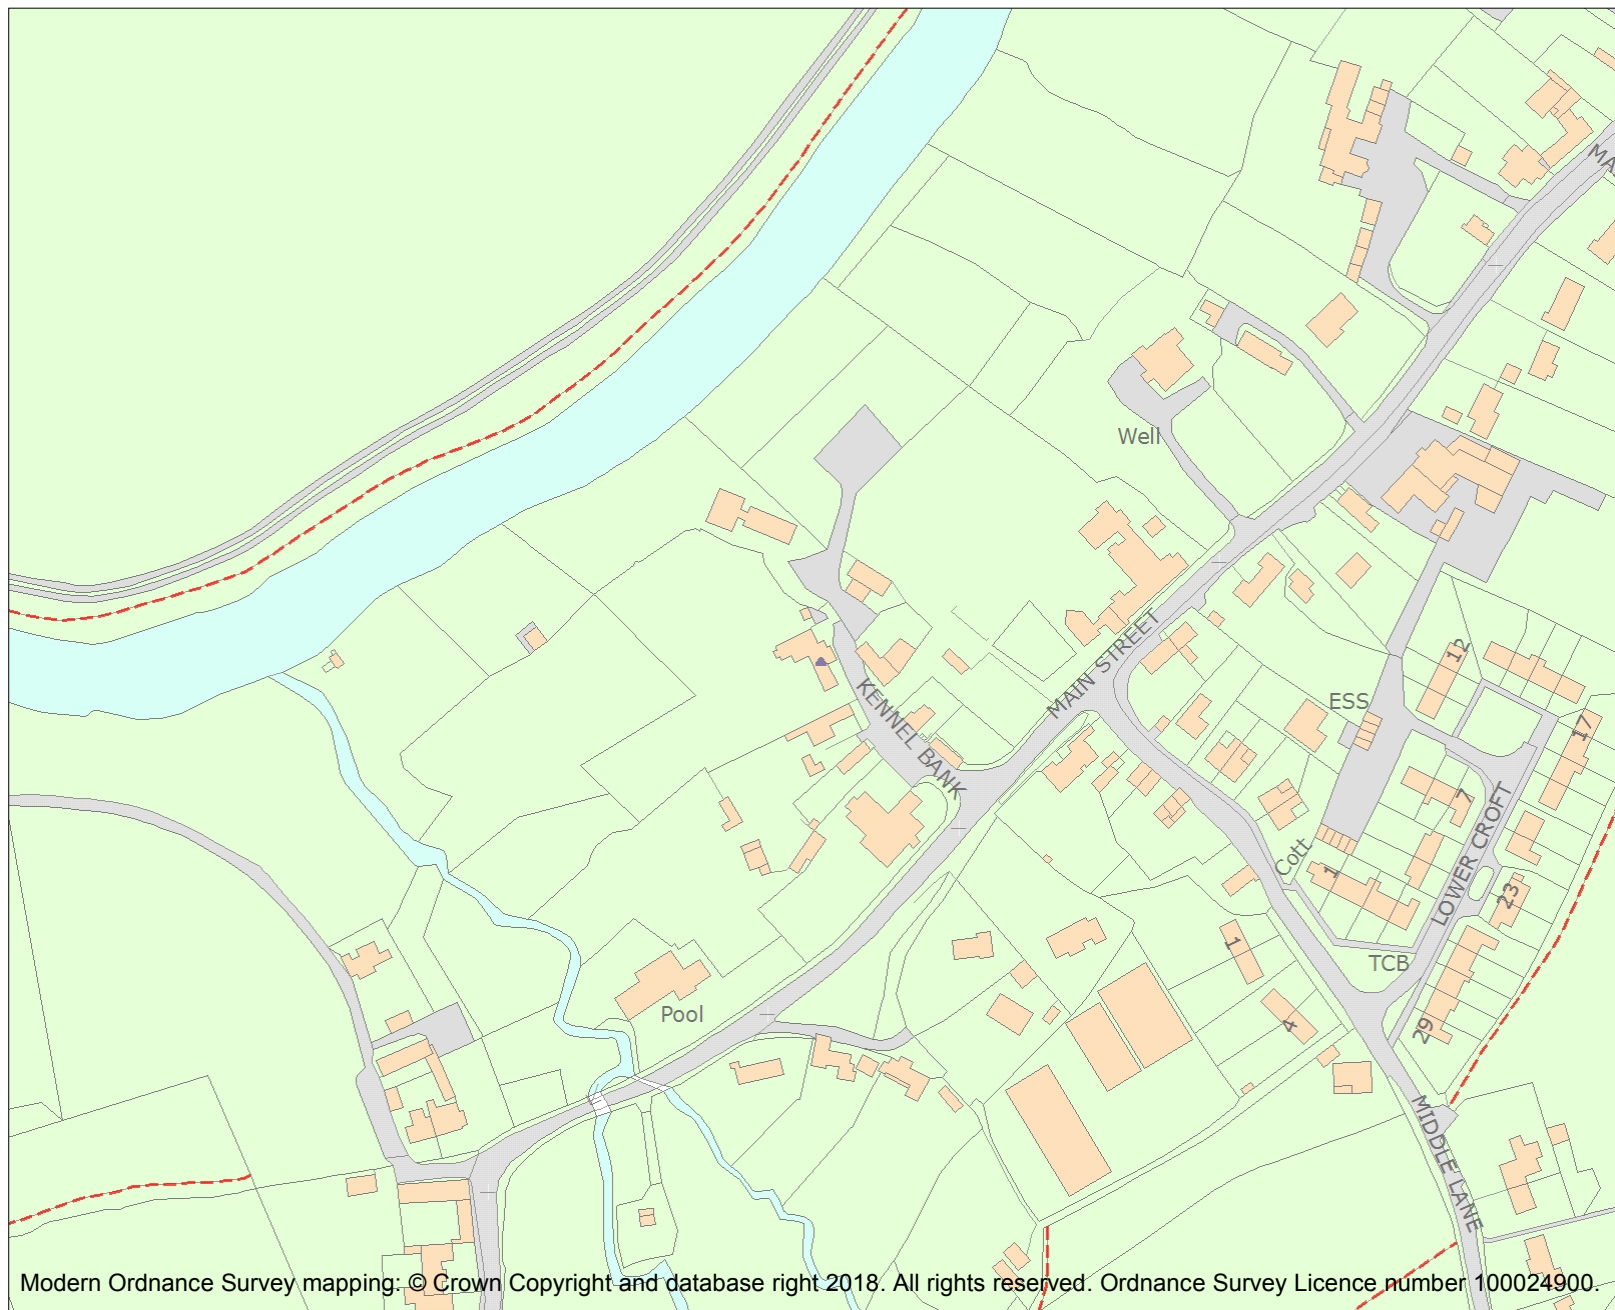 MA
Well
MAIN STREET
12
ESS
KENNEL BANK
17
7
LOWER CROFT
Cott
1
23
1
TCB
Pool
4
29
MIDDLE LANE
Modern Ordnance Survey mapping: © Crown Copyright and database right 2018. All rights reserved. Ordnance Survey Licence number 100024900.